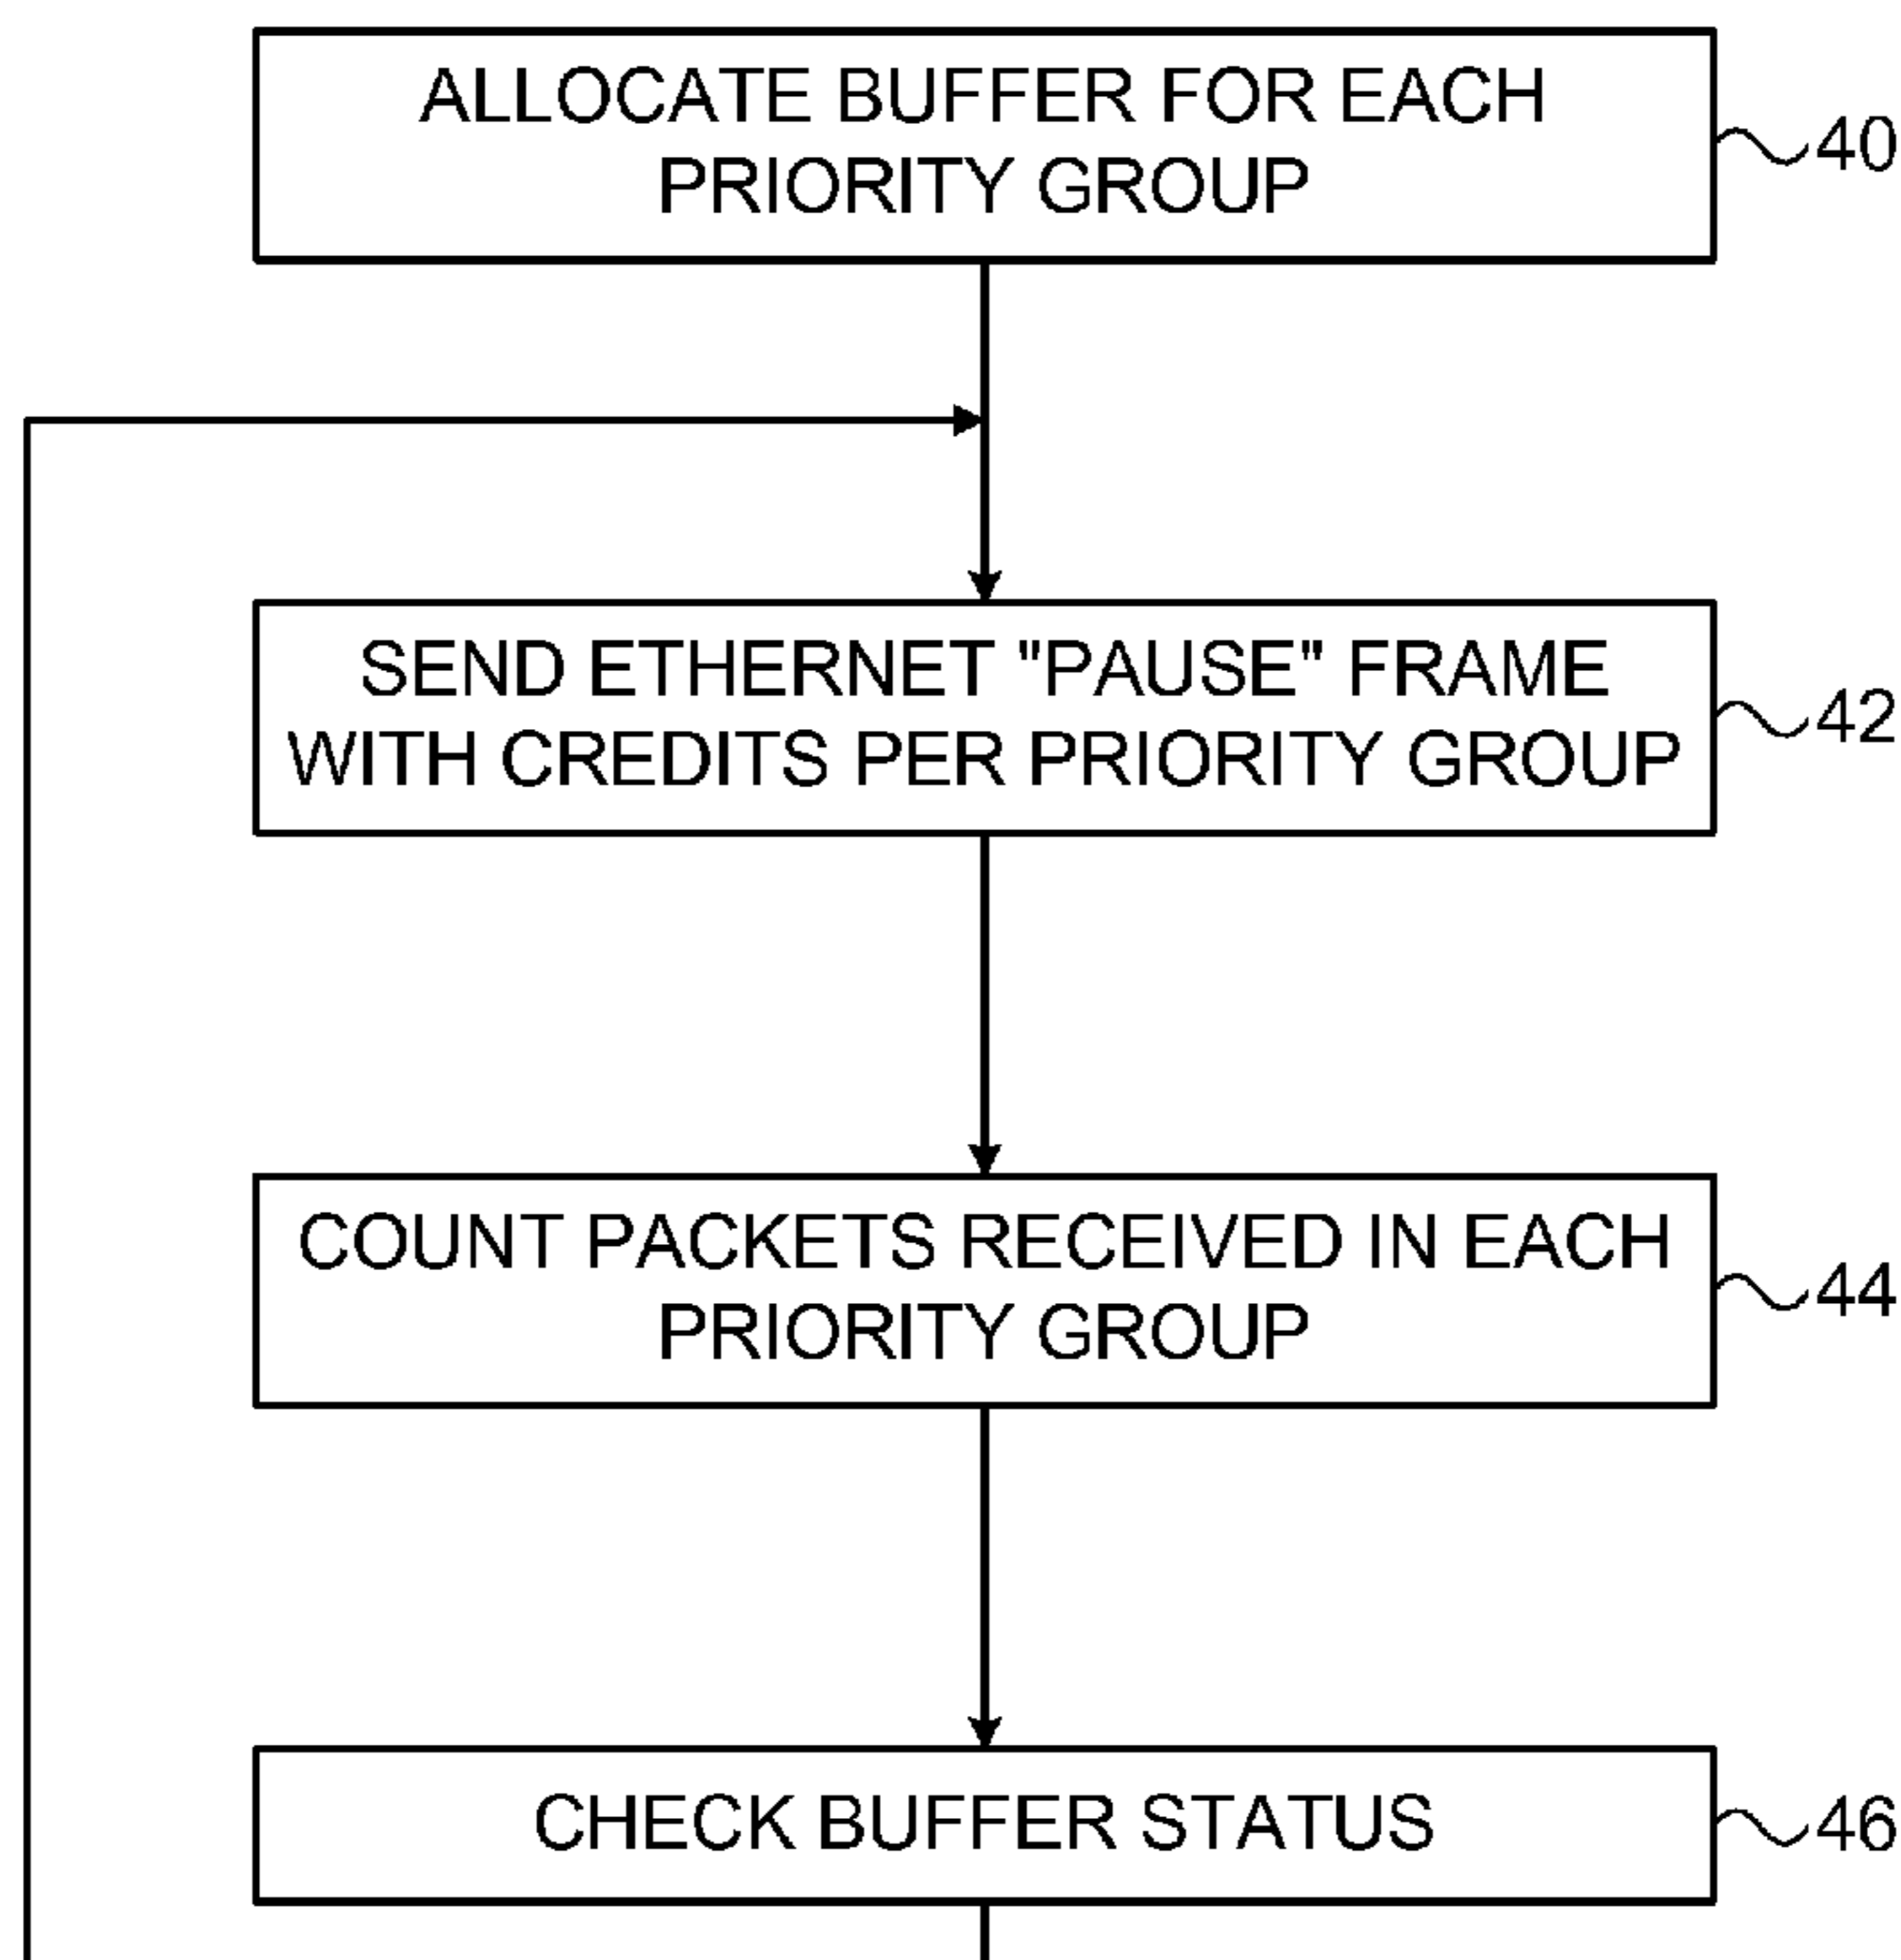 ALLOCATE BUFFER FOR EACH
PRIORITY GROUP
40
SEND ETHERNET "PAUSE" FRAME
WITH CREDITS PER PRIORITY GROUP
42
COUNT PACKETS RECEIVED IN EACH
PRIORITY GROUP
44
CHECK BUFFER STATUS
46